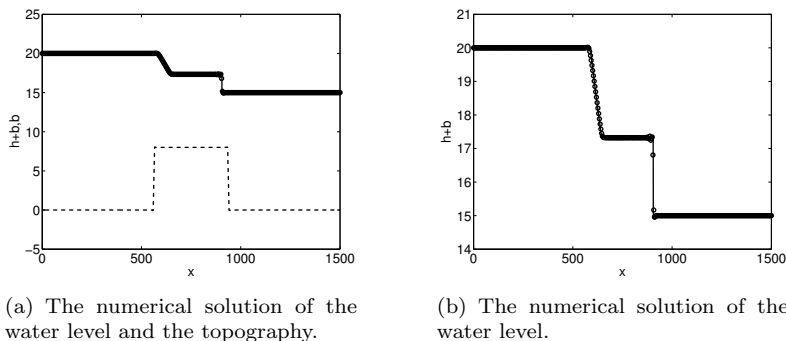 25
20
15
10
5
0
−5
h+b,b
0
500
1000
1500
x
21
20
19
18
17
16
15
14
h+b
0
500
1000
1500
x
(a) The numerical solution of the
water level and the topography.
(b) The numerical solution of the
water level.